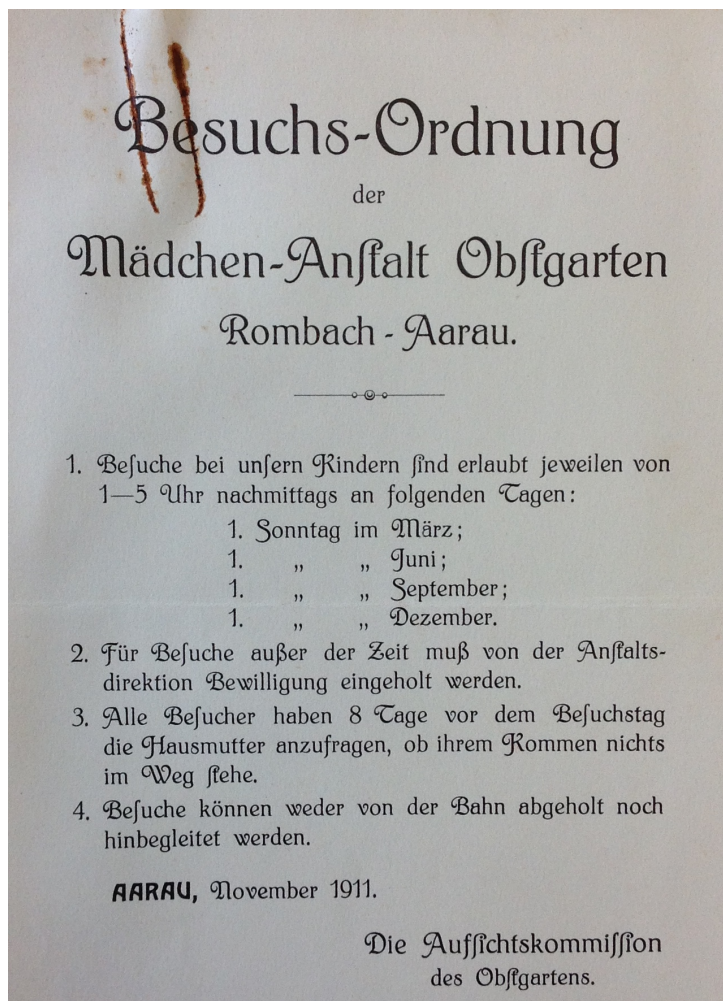 Besuchs-Ordnung
der
Mädchen-Anſtalt Obſtgarten
Rombach - Aarau.
1. Beſuche bei unſern Kindern ſind erlaubt jeweilen von
1—5 Uhr nachmittags an folgenden Tagen:
1. Sonntag im März;
1. „ „ Juni;
1. „ „ September;
1. „ „ Dezember.
2. Für Beſuche außer der Zeit muß von der Anſtalts-
direktion Bewilligung eingeholt werden.
3. Alle Beſucher haben 8 Tage vor dem Beſuchstag
die Hausmutter anzufragen, ob ihrem Kommen nichts
im Weg ſtehe.
4. Beſuche können weder von der Bahn abgeholt noch
hinbegleitet werden.
AARAU, November 1911.
Die Aufſichtskommiſſion
des Obſtgartens.